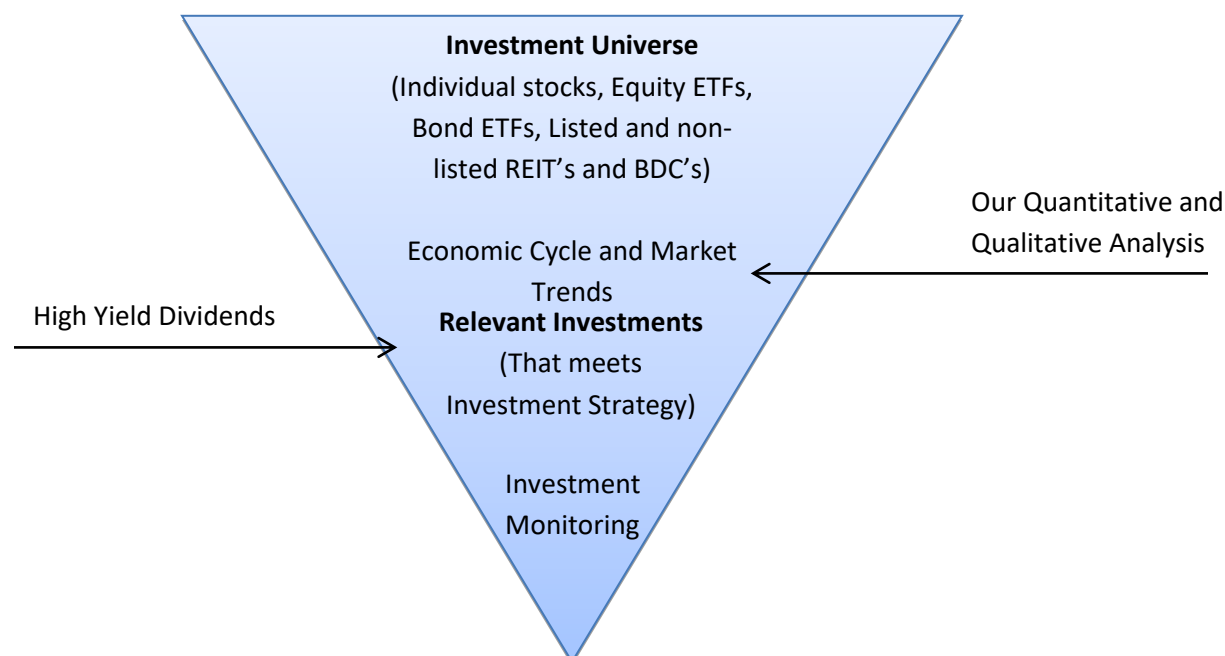 Investment Universe
(Individual stocks, Equity ETFs,
Bond ETFs, Listed and non-
listed REIT’s and BDC’s)
Our Quantitative and
Qualitative Analysis
Economic Cycle and Market
Trends
High Yield Dividends
Relevant Investments
(That meets
Investment Strategy)
Investment
Monitoring